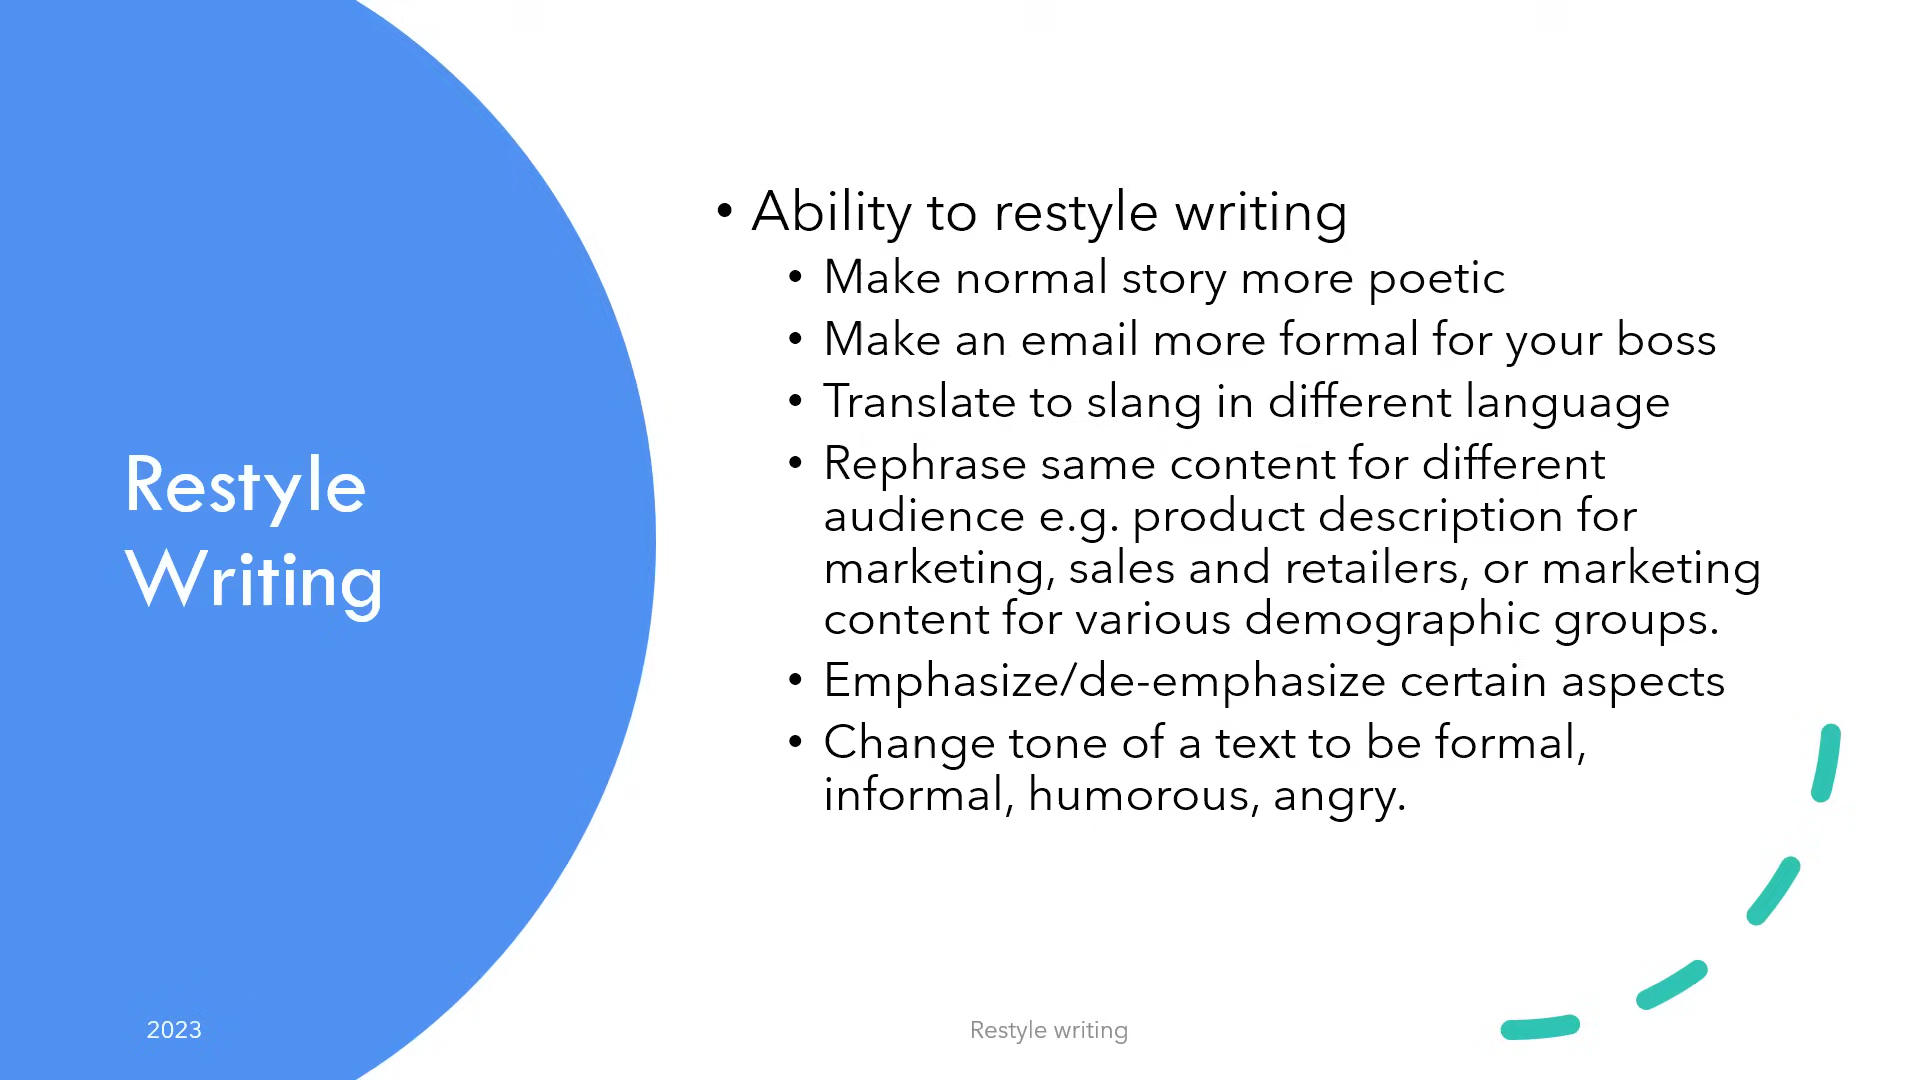 Restyle
Writing
• Ability to restyle writing
• Make normal story more poetic
• Make an email more formal for your boss
• Translate to slang in different language
• Rephrase same content for different
audience e.g. product description for
marketing, sales and retailers, or marketing
content for various demographic groups.
• Emphasize/de-emphasize certain aspects
• Change tone of a text to be formal,
informal, humorous, angry.
2023
Restyle writing